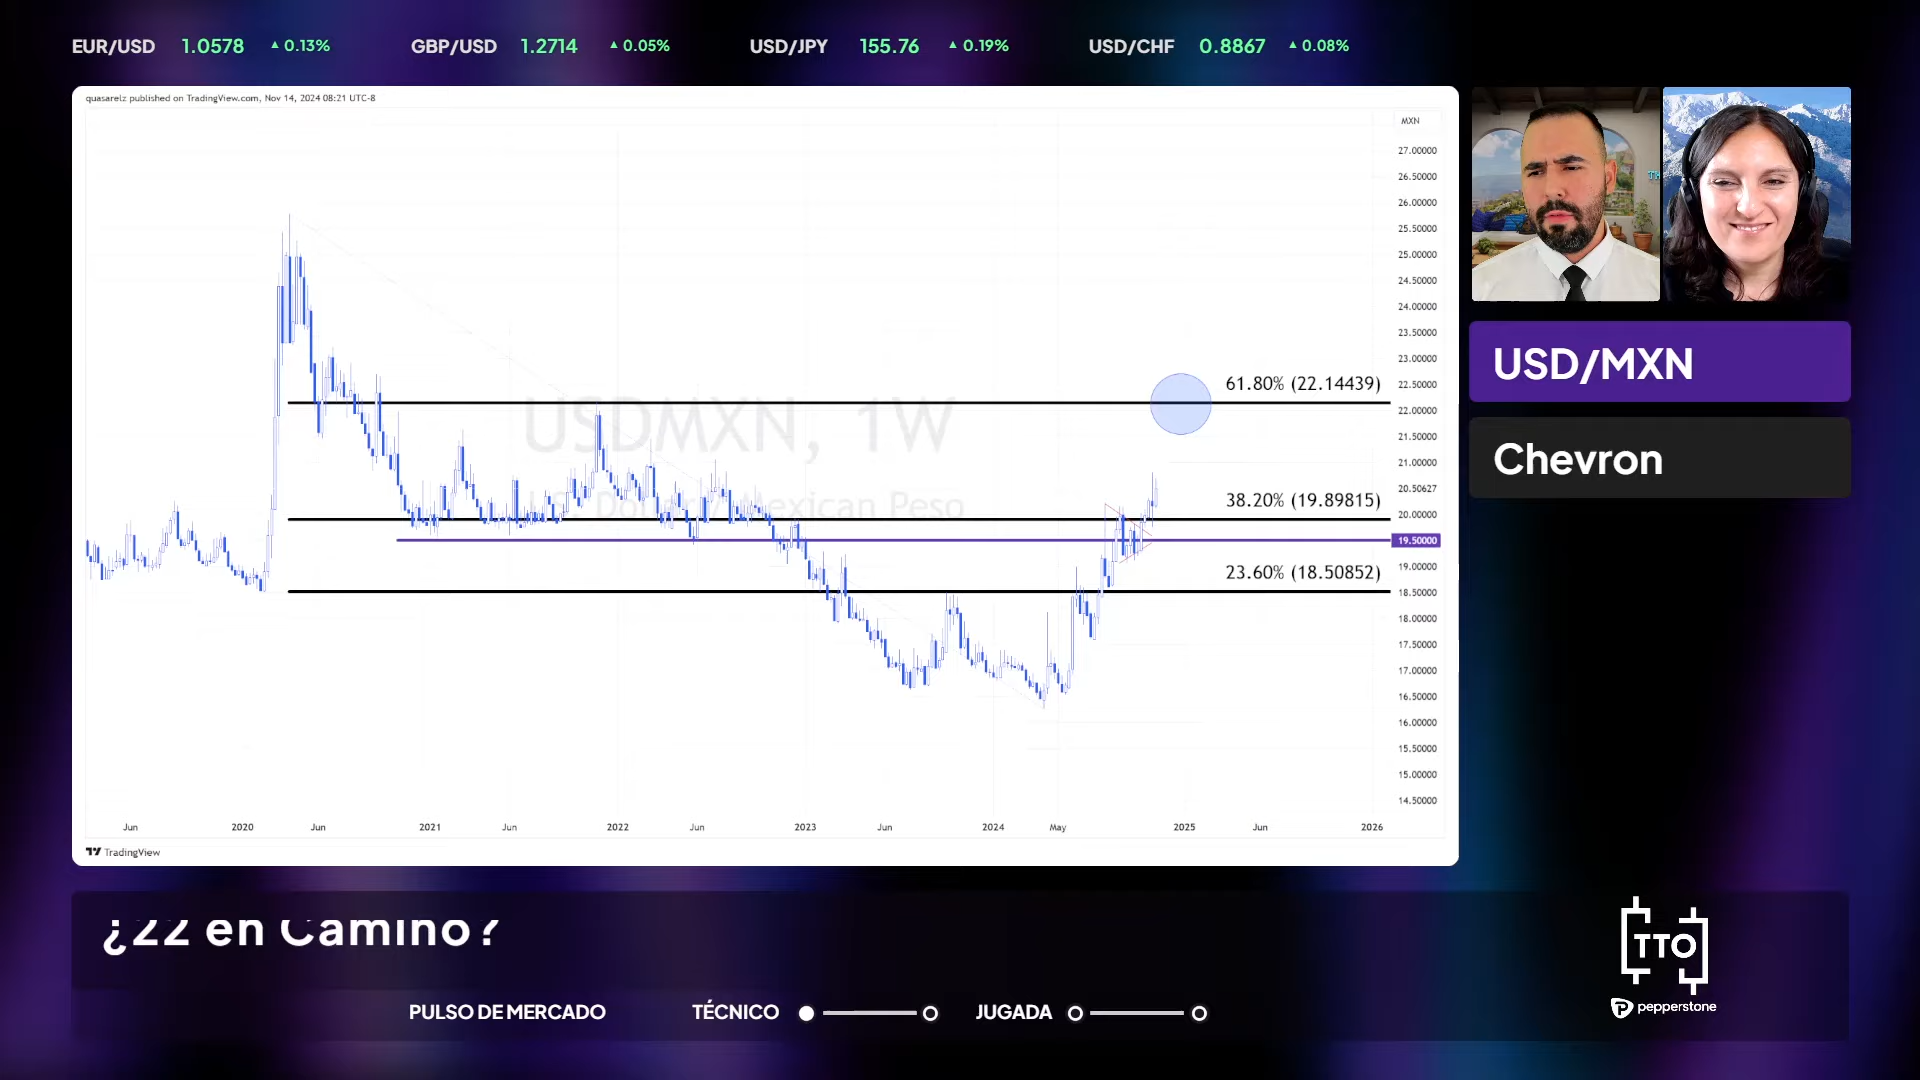 EUR/USD 1.0578 ▲ 0.13% GBP/USD 1.2714 ▲ 0.05% USD/JPY 155.76 ▲ 0.19% USD/CHF 0.8867 ▲ 0.08%
quasarelz published on TradingView.com, Nov 14, 2024 08:21 UTC-8
MXN
27.00000
26.50000
26.00000
25.50000
25.00000
24.50000
24.00000
23.50000
23.00000
22.50000
22.00000
21.50000
21.00000
20.50627
20.00000
19.50000
19.00000
18.50000
18.00000
17.50000
17.00000
16.50000
16.00000
15.50000
15.00000
14.50000
61.80% (22.14439)
38.20% (19.89815)
23.60% (18.50852)
USDMXN, 1W
Mexican Peso
Jun 2020 Jun 2021 Jun 2022 Jun 2023 Jun 2024 May 2025 Jun 2026
TradingView
USD/MXN
Chevron
¿22 en Camino?
PULSO DE MERCADO TÉCNICO JUGADA
TTO
pepperstone